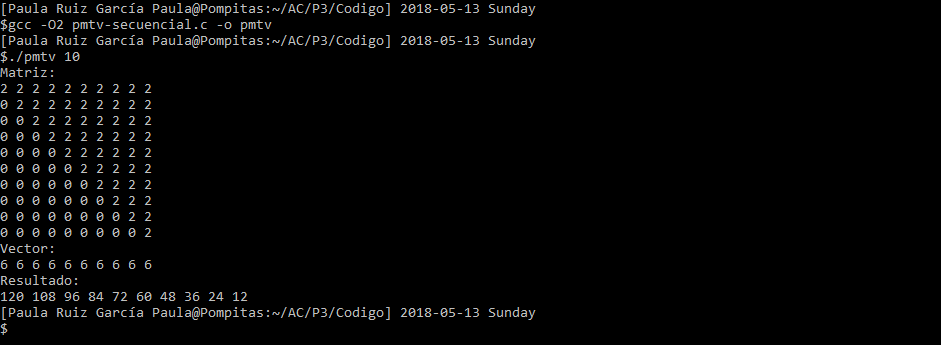 [Paula Ruiz García Paula@Pompitas:~/AC/P3/Codigo] 2018-05-13 Sunday
$gcc -O2 pmtv-secuencial.c -o pmtv
[Paula Ruiz García Paula@Pompitas:~/AC/P3/Codigo] 2018-05-13 Sunday
$./pmtv 10
Matriz:
2 2 2 2 2 2 2 2 2 2
0 2 2 2 2 2 2 2 2 2
0 0 2 2 2 2 2 2 2 2
0 0 0 2 2 2 2 2 2 2
0 0 0 0 2 2 2 2 2 2
0 0 0 0 0 2 2 2 2 2
0 0 0 0 0 0 2 2 2 2
0 0 0 0 0 0 0 2 2 2
0 0 0 0 0 0 0 0 2 2
0 0 0 0 0 0 0 0 0 2
Vector:
6 6 6 6 6 6 6 6 6 6
Resultado:
120 108 96 84 72 60 48 36 24 12
[Paula Ruiz García Paula@Pompitas:~/AC/P3/Codigo] 2018-05-13 Sunday
$